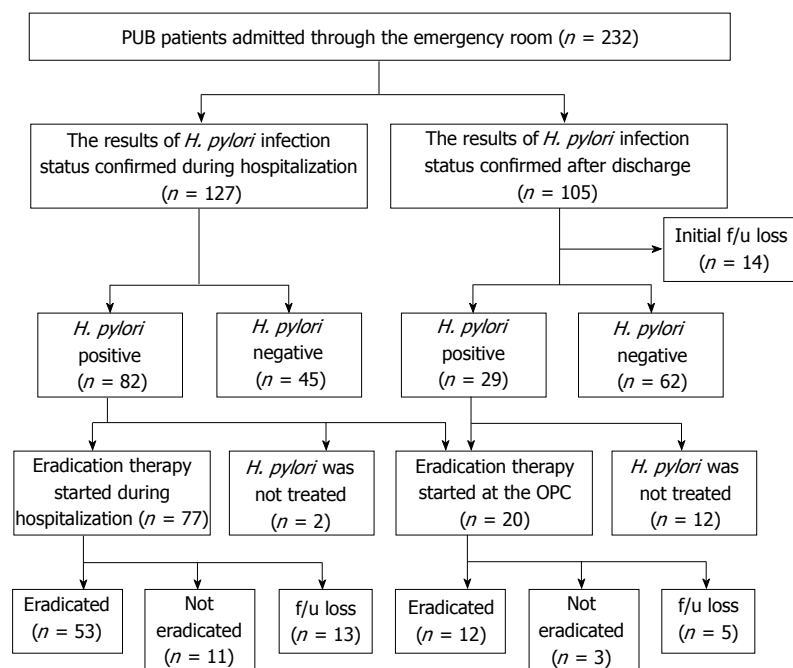 PUB patients admitted through the emergency room (n = 232)
The results of H. pylori infection
status confirmed during hospitalization
(n = 127)
The results of H. pylori infection
status confirmed after discharge
(n = 105)
Initial f/u loss
(n = 14)
H. pylori
positive
(n = 82)
H. pylori
negative
(n = 45)
H. pylori
positive
(n = 29)
H. pylori
negative
(n = 62)
Eradication therapy
started during
hospitalization (n = 77)
H. pylori was
not treated
(n = 2)
Eradication therapy
started at the OPC
(n = 20)
H. pylori was
not treated
(n = 12)
Eradicated
(n = 53)
Not
eradicated
(n = 11)
f/u loss
(n = 13)
Eradicated
(n = 12)
Not
eradicated
(n = 3)
f/u loss
(n = 5)